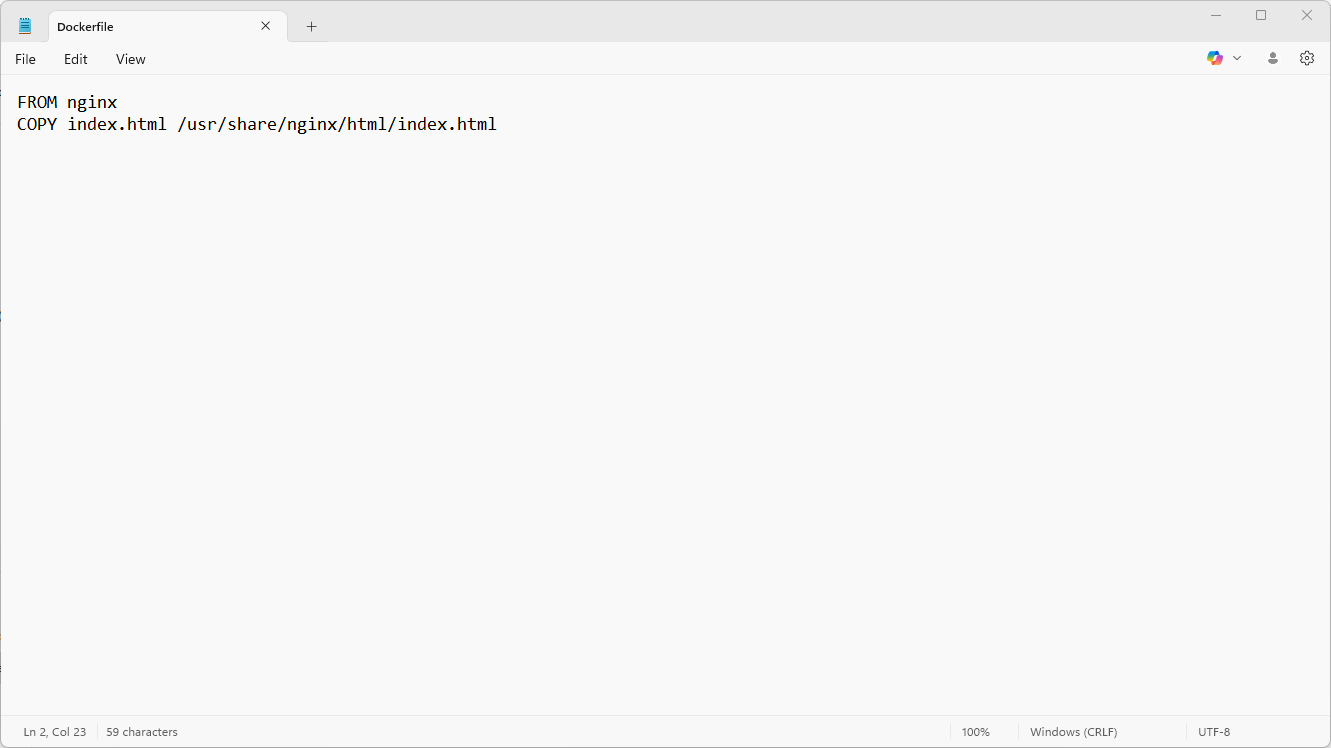 Dockerfile
File Edit View
FROM nginx
COPY index.html /usr/share/nginx/html/index.html
Ln 2, Col 23 59 characters 100% Windows (CRLF) UTF-8